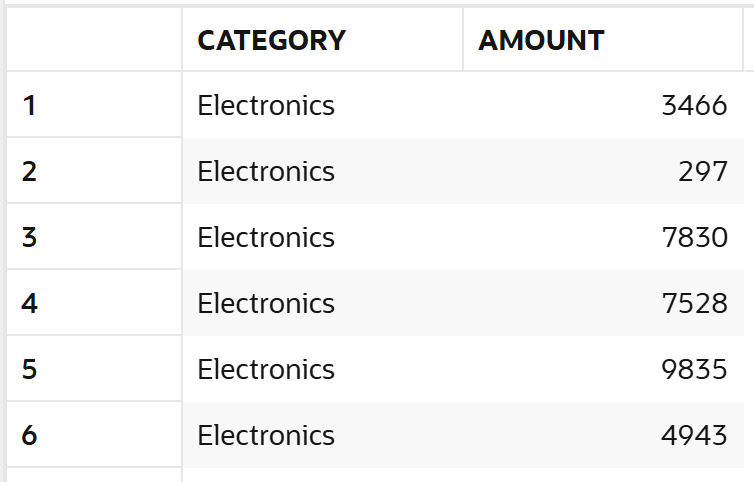 CATEGORY AMOUNT
1 Electronics 3466
2 Electronics 297
3 Electronics 7830
4 Electronics 7528
5 Electronics 9835
6 Electronics 4943